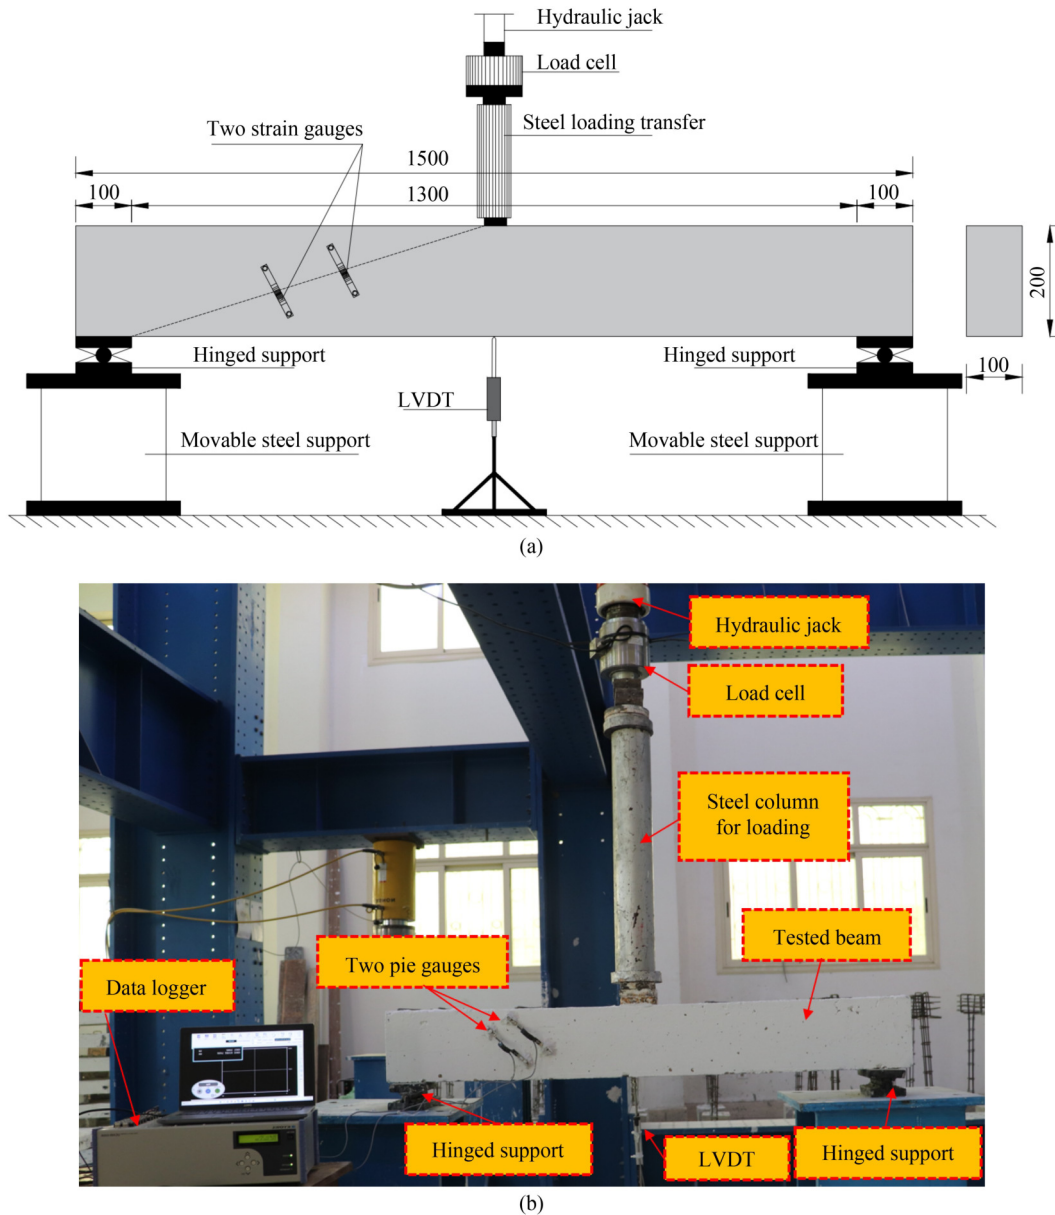 Hydraulic jack
Load cell
Two strain gauges
Steel loading transfer
1500
100
1300
100
200
Hinged support
Hinged support
100
LVDT
Movable steel support
Movable steel support
(a)
Hydraulic jack
Load cell
Steel column
for loading
Tested beam
Two pie gauges
Data logger
Hinged support
LVDT
Hinged support
(b)